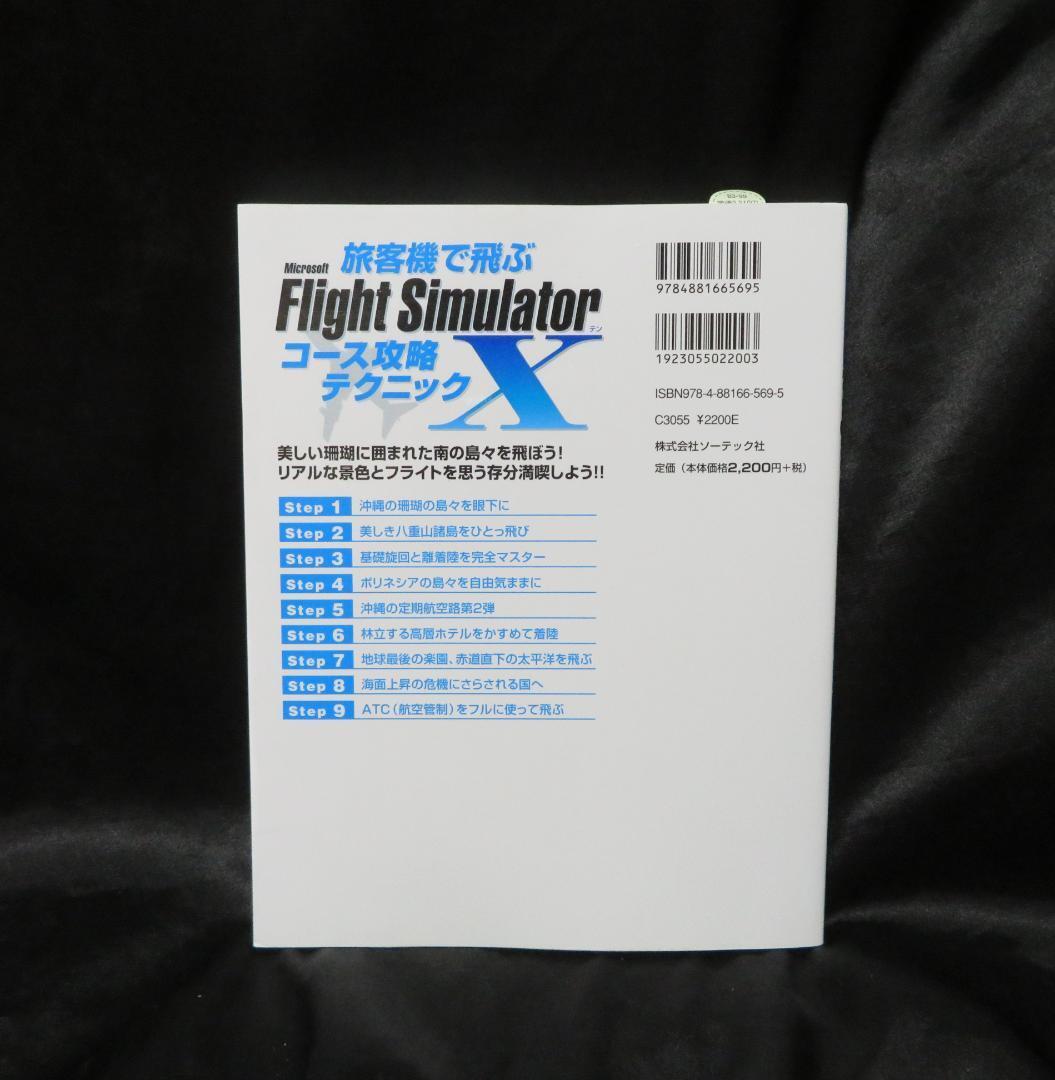 旅客機で飛ぶ
Microsoft
Flight Simulator
テン
X
コース攻略
テクニック
美しい珊瑚に囲まれた南の島々を飛ぼう!
リアルな景色とフライトを思う存分満喫しよう!!
Step 1 沖縄の珊瑚の島々を眼下に
Step 2 美しき八重山諸島をひとっ飛び
Step 3 基礎旋回と離着陸を完全マスター
Step 4 ポリネシアの島々を自由気ままに
Step 5 沖縄の定期航空路第2弾
Step 6 林立する高層ホテルをかすめて着陸
Step 7 地球最後の楽園、赤道直下の太平洋を飛ぶ
Step 8 海面上昇の危機にさらされる国へ
Step 9 ATC(航空管制)をフルに使って飛ぶ
9784881665695
1923055022003
ISBN978-4-88166-569-5
C3055 ¥2200E
株式会社ソーテック社
定価(本体価格2,200円+税)